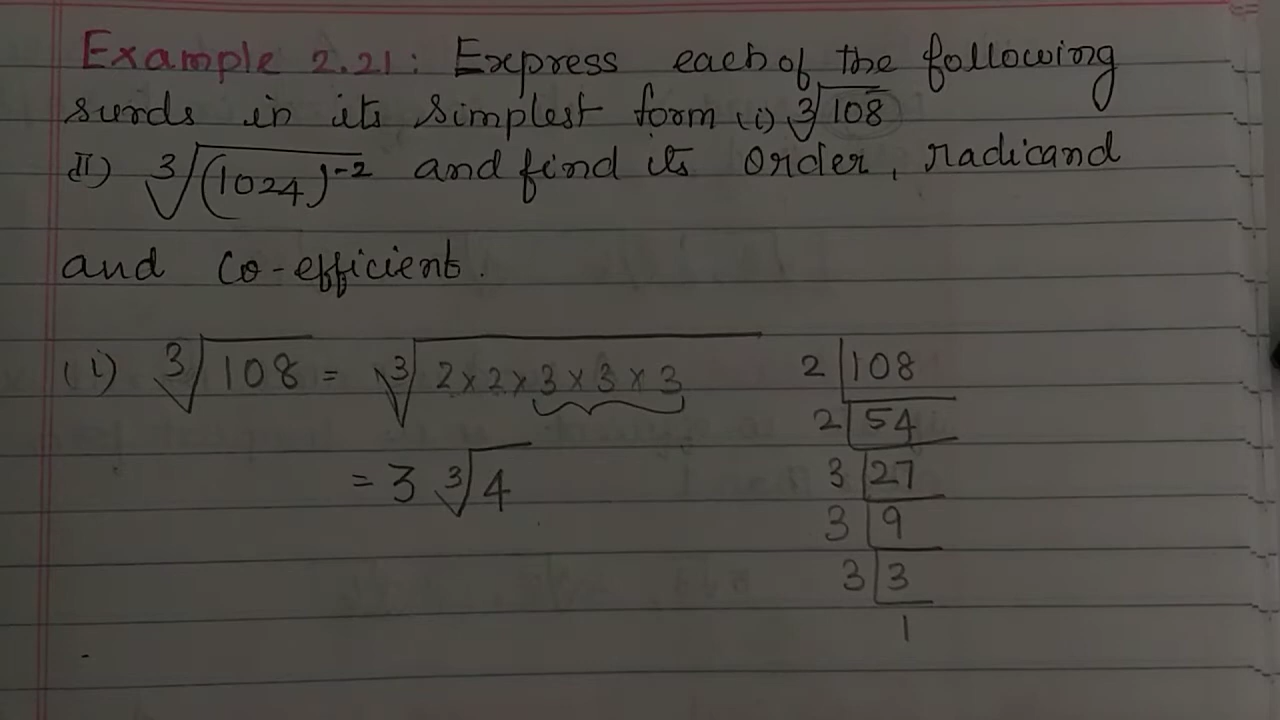 Example 2.21: Express each of the following
surds in its simplest form (i) ∛108
II) ∛(1024)⁻² and find its order, radicand
and co-efficient.
(i) ∛108 = ∛2×2×3×3×3
= 3 ∛4
2 108
2 54
3 27
3 9
3 3
1